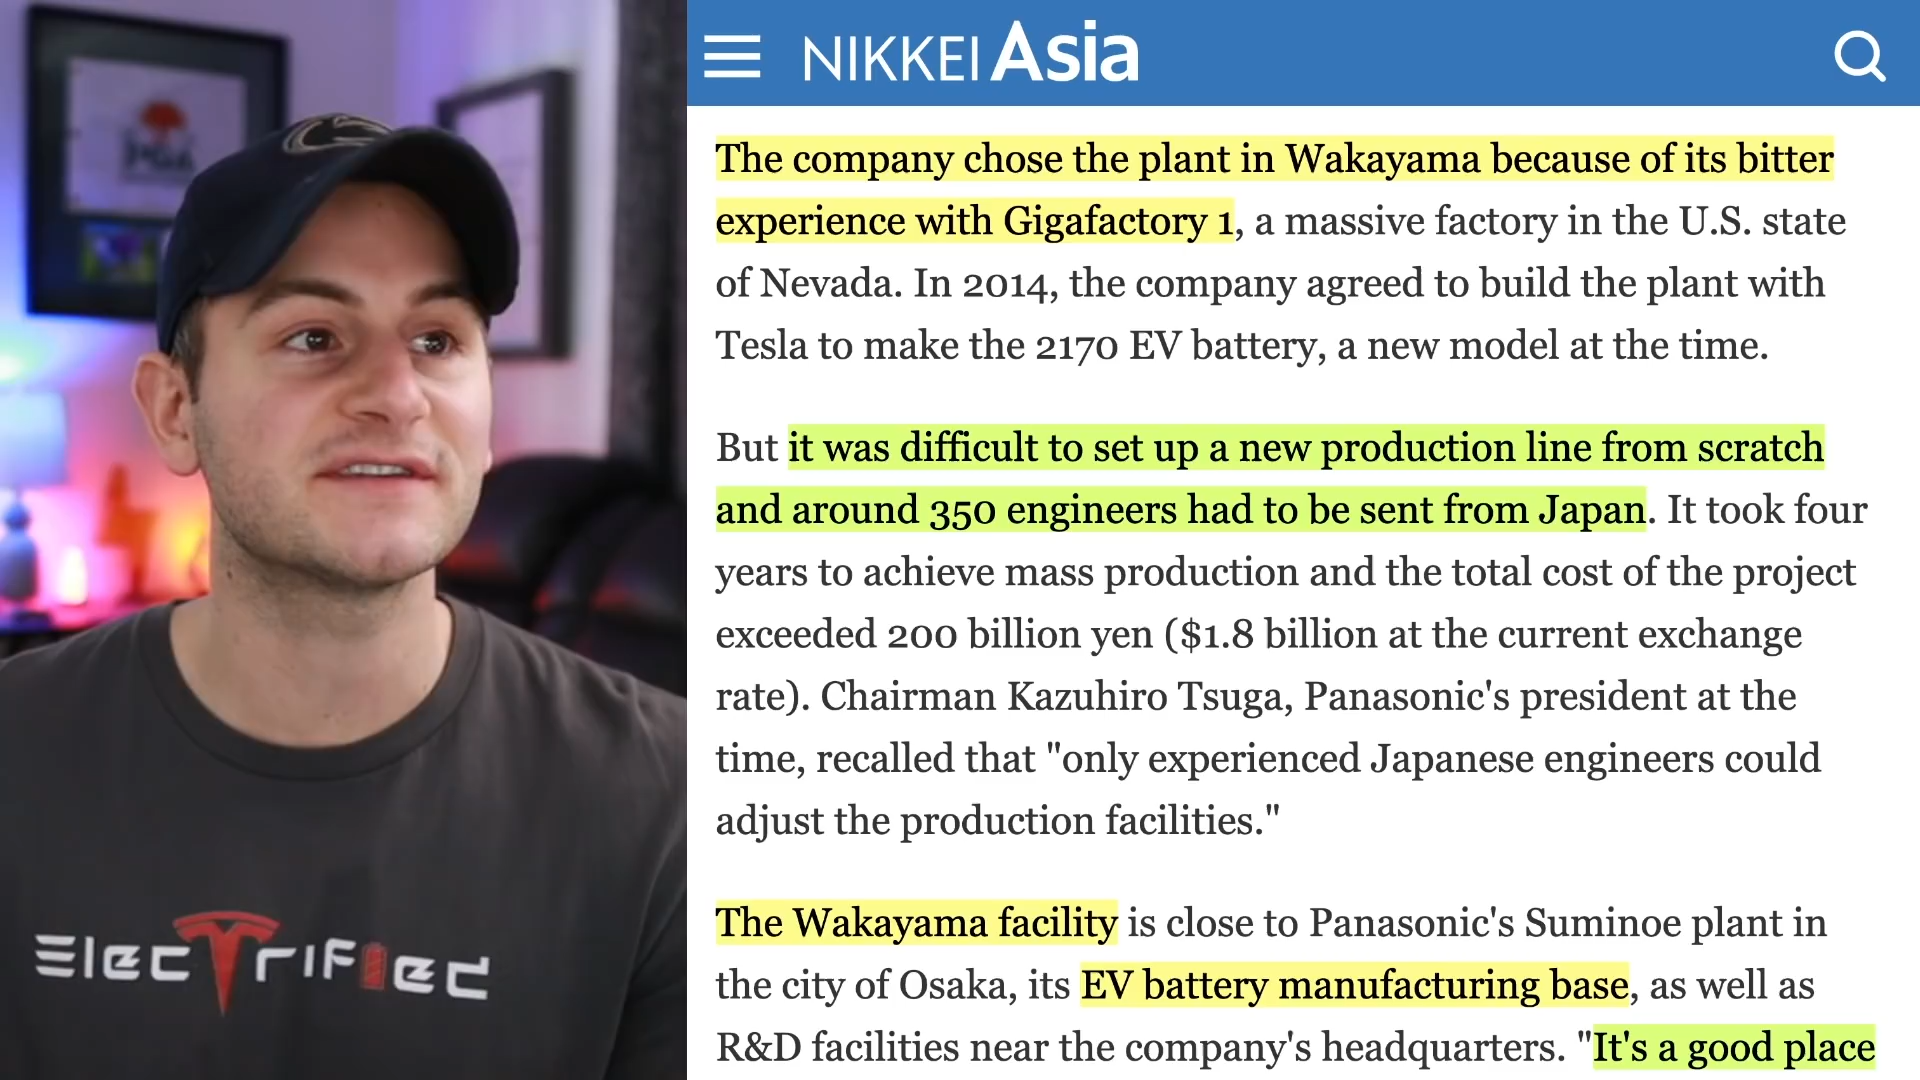 PGA
NIKKEI Asia
The company chose the plant in Wakayama because of its bitter
experience with Gigafactory 1, a massive factory in the U.S. state
of Nevada. In 2014, the company agreed to build the plant with
Tesla to make the 2170 EV battery, a new model at the time.
But it was difficult to set up a new production line from scratch
and around 350 engineers had to be sent from Japan. It took four
years to achieve mass production and the total cost of the project
exceeded 200 billion yen ($1.8 billion at the current exchange
rate). Chairman Kazuhiro Tsuga, Panasonic's president at the
time, recalled that "only experienced Japanese engineers could
adjust the production facilities."
The Wakayama facility is close to Panasonic's Suminoe plant in
the city of Osaka, its EV battery manufacturing base, as well as
R&D facilities near the company's headquarters. "It's a good place
Electrified